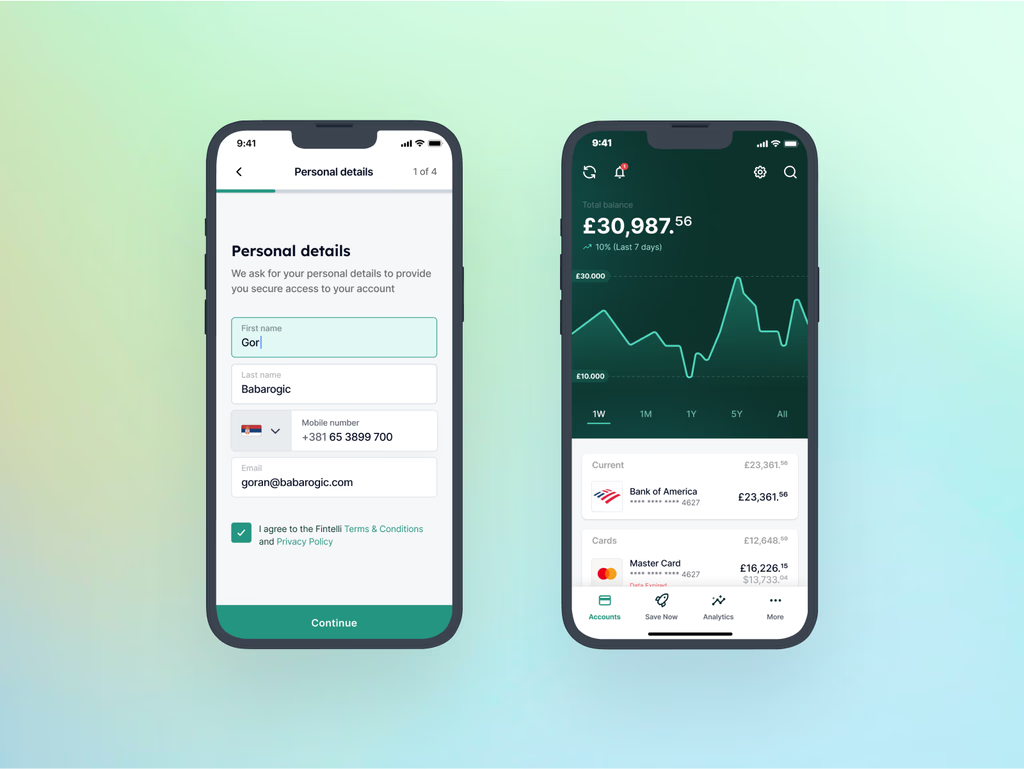 9:41
Personal details
1 of 4
Personal details
We ask for your personal details to provide
you secure access to your account
First name
Gor
Last name
Babarogic
Mobile number
+381 65 3899 700
Email
goran@babarogic.com
I agree to the Fintelli Terms & Conditions
and Privacy Policy
Continue
9:41
1
Total balance
£30,987.56
10% (Last 7 days)
£30.000
£10.000
1W 1M 1Y 5Y All
Current £23,361.56
Bank of America
**** **** **** 4627
£23,361.56
Cards £12,648.59
Master Card
**** **** **** 4627
£16,226.15
$13,733.04
Data Expired
Accounts Save Now Analytics More